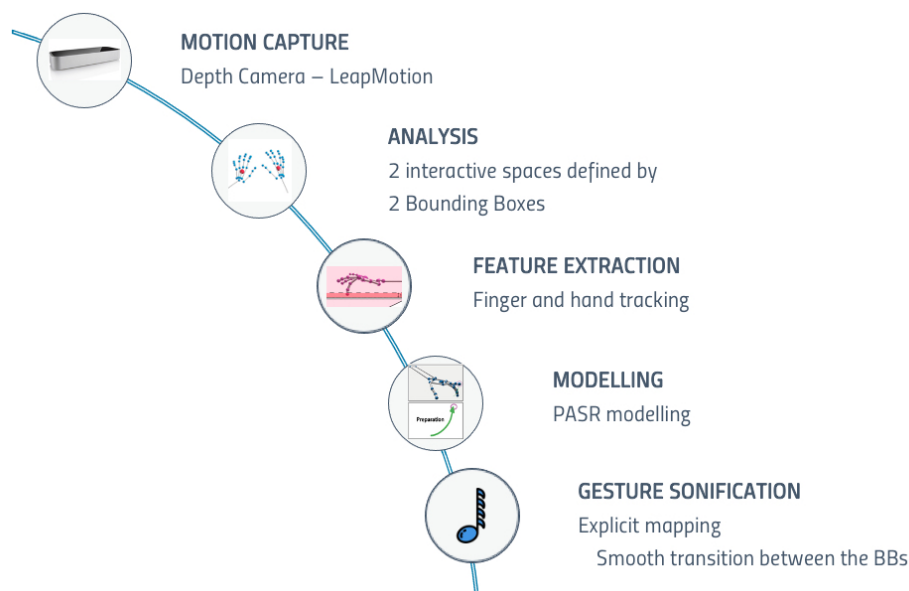 MOTION CAPTURE
Depth Camera – LeapMotion
ANALYSIS
2 interactive spaces defined by
2 Bounding Boxes
FEATURE EXTRACTION
Finger and hand tracking
MODELLING
PASR modelling
Preparation
GESTURE SONIFICATION
Explicit mapping
Smooth transition between the BBs